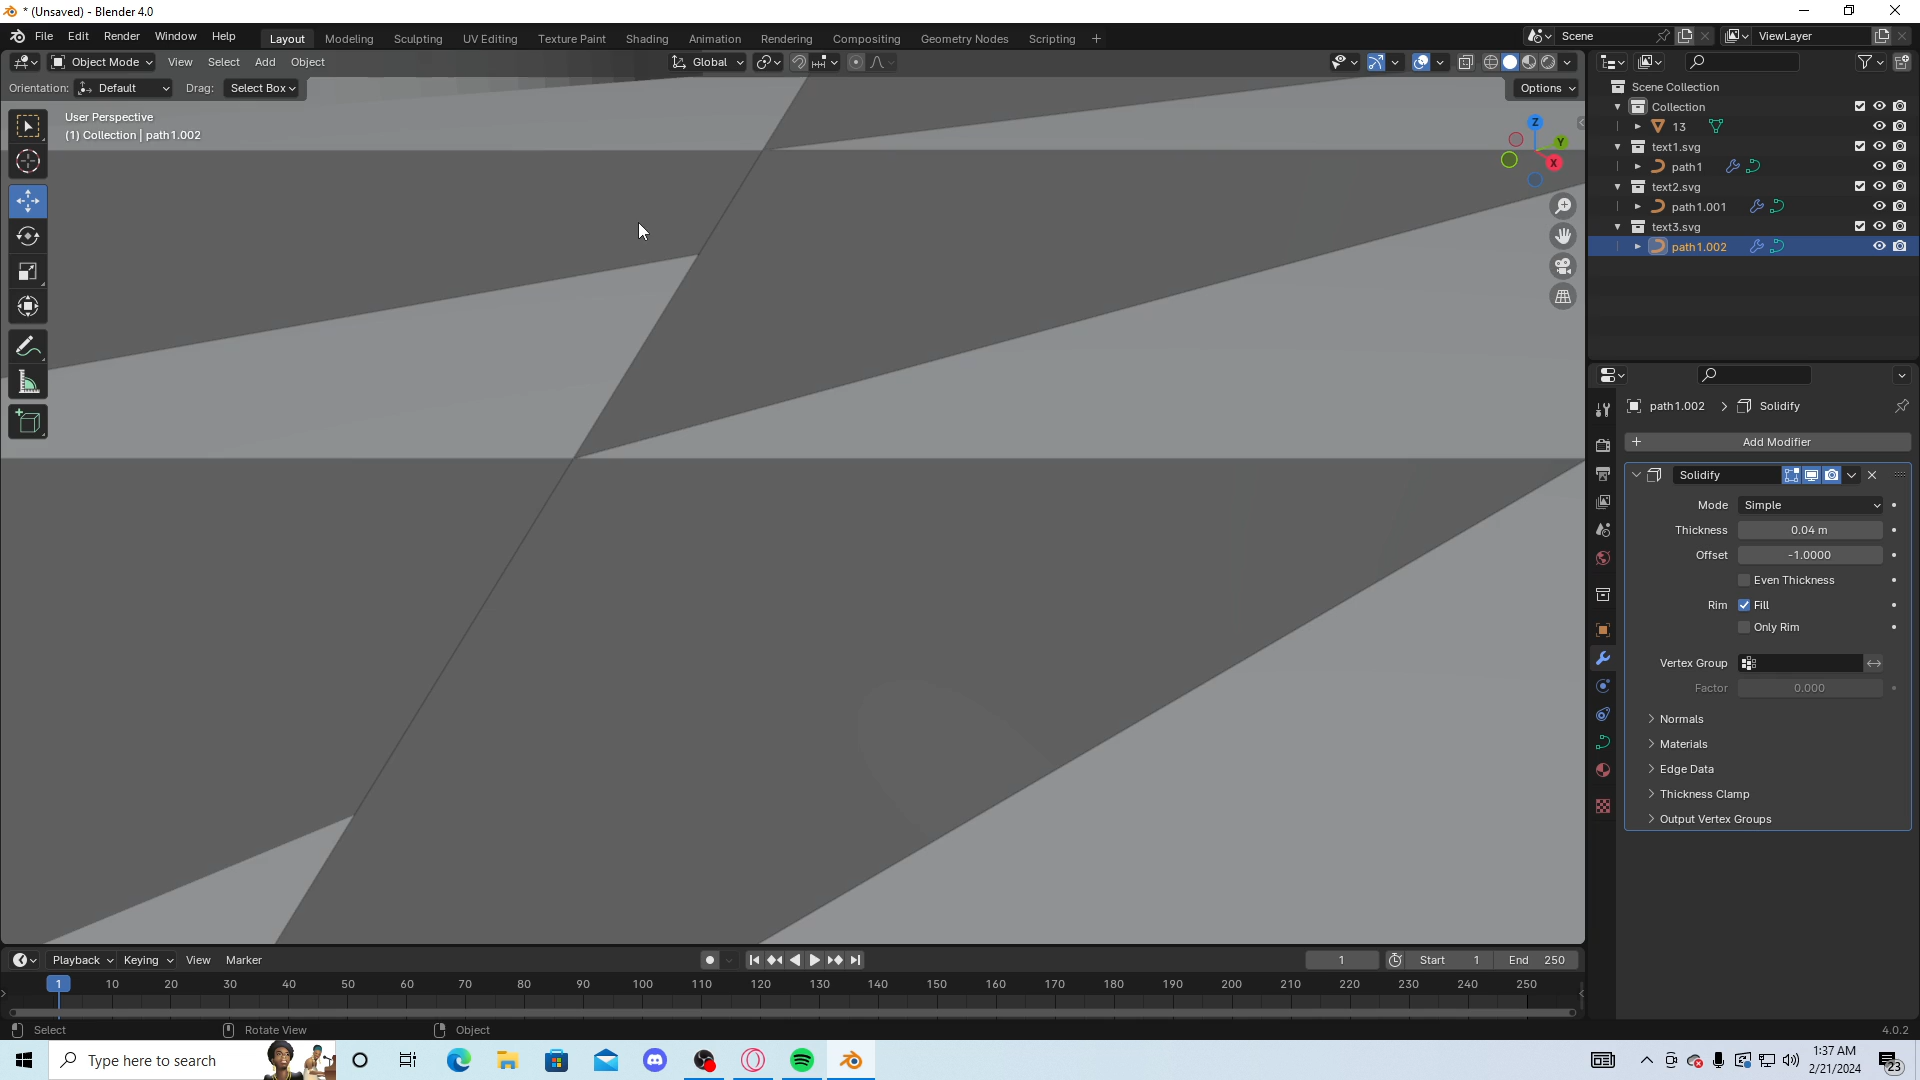 * (Unsaved) - Blender 4.0
File Edit Render Window Help
Layout Modeling Sculpting UV Editing Texture Paint Shading Animation Rendering Compositing Geometry Nodes Scripting +
Scene
ViewLayer
Object Mode View Select Add Object
Global
Orientation: Default Drag: Select Box
Options
User Perspective
(1) Collection | path1.002
Z
Y
X
Scene Collection
Collection
13
text1.svg
path1
text2.svg
path1.001
text3.svg
path1.002
path1.002 > Solidify
+ Add Modifier
Solidify
Mode Simple
Thickness 0.04 m
Offset -1.0000
Even Thickness
Rim Fill
Only Rim
Vertex Group
Factor 0.000
Normals
Materials
Edge Data
Thickness Clamp
Output Vertex Groups
Playback Keying View Marker
1 Start 1 End 250
1 10 20 30 40 50 60 70 80 90 100 110 120 130 140 150 160 170 180 190 200 210 220 230 240 250
Select Rotate View Object
4.0.2
Type here to search
1:37 AM
2/21/2024
23